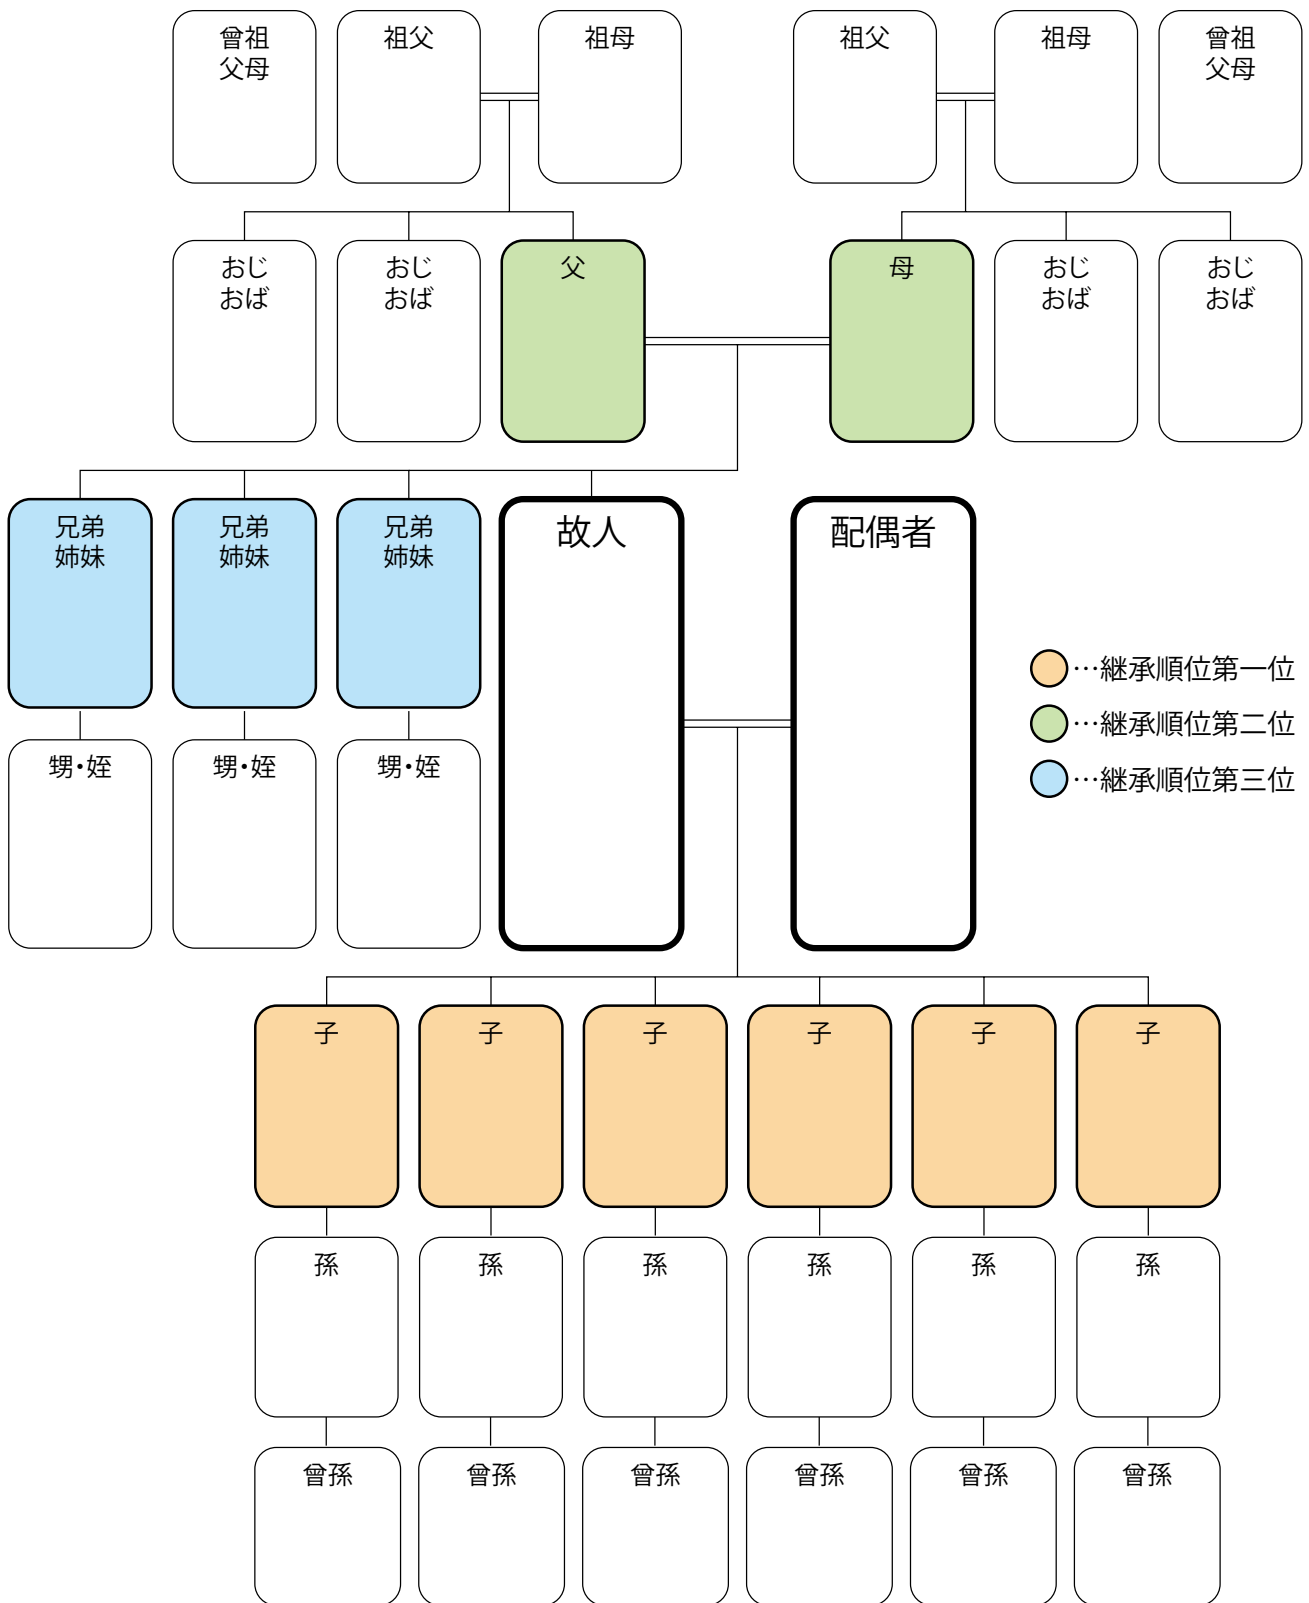 曾祖
父母
祖父
祖母
祖父
祖母
曾祖
父母
おじ
おば
おじ
おば
父
母
おじ
おば
おじ
おば
兄弟
姉妹
兄弟
姉妹
兄弟
姉妹
故人
配偶者
…継承順位第一位
…継承順位第二位
…継承順位第三位
甥・姪
甥・姪
甥・姪
子
子
子
子
子
子
孫
孫
孫
孫
孫
孫
曾孫
曾孫
曾孫
曾孫
曾孫
曾孫